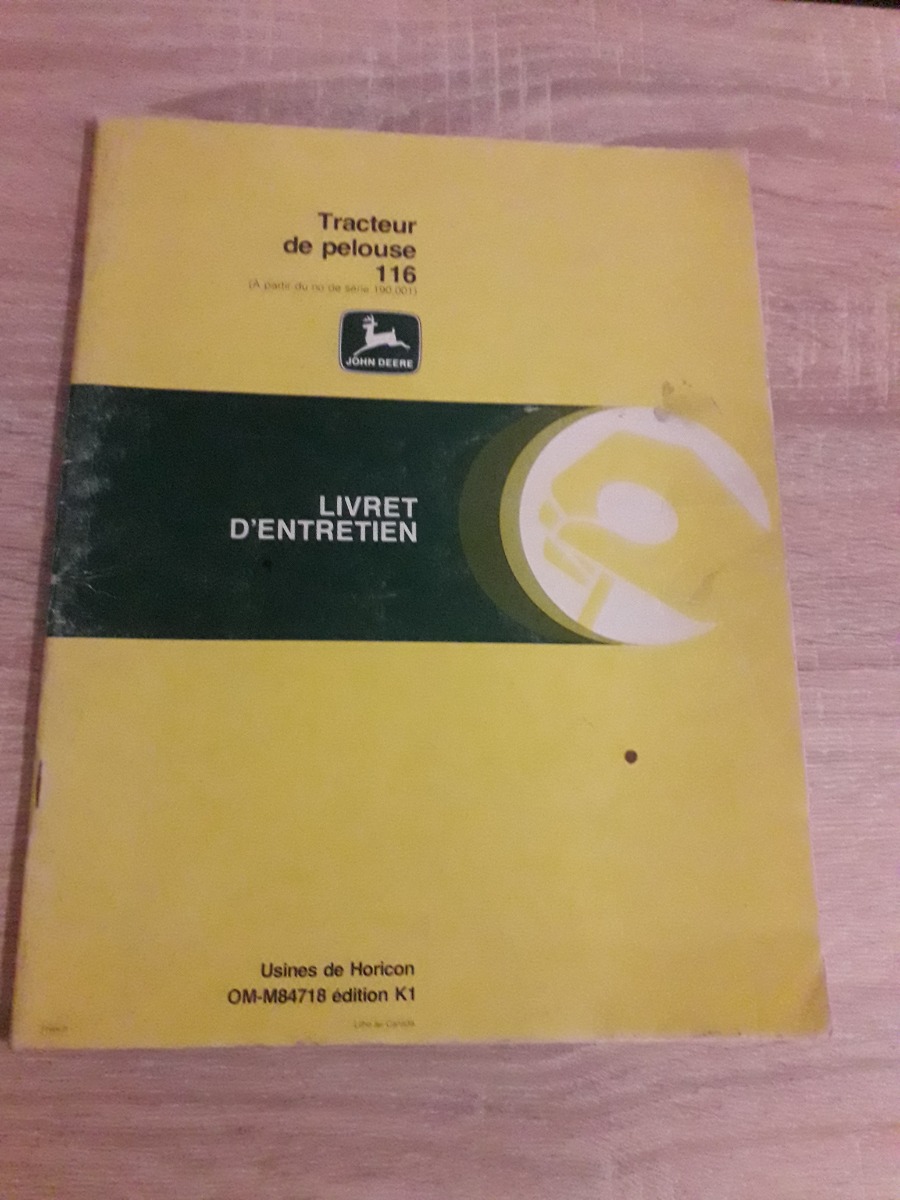 Tracteur
de pelouse
116
(A partir du no de série 190,001)
JOHN DEERE
LIVRET
D'ENTRETIEN
Usines de Horicon
OM-M84718 édition K1
Litho au Canada